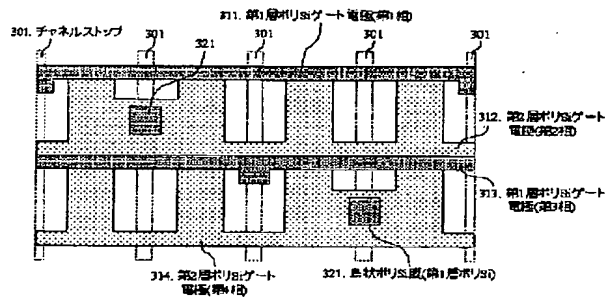 311. 第1層ポリSiゲート電極(第1相)
301. チャネルストップ
301
321
301
301
301
312. 第2層ポリSiゲート
電極(第2相)
313. 第1層ポリSiゲート
電極(第3相)
314. 第2層ポリSiゲート
電極(第4相)
321. 島状ポリSi域(第1層ポリSi)